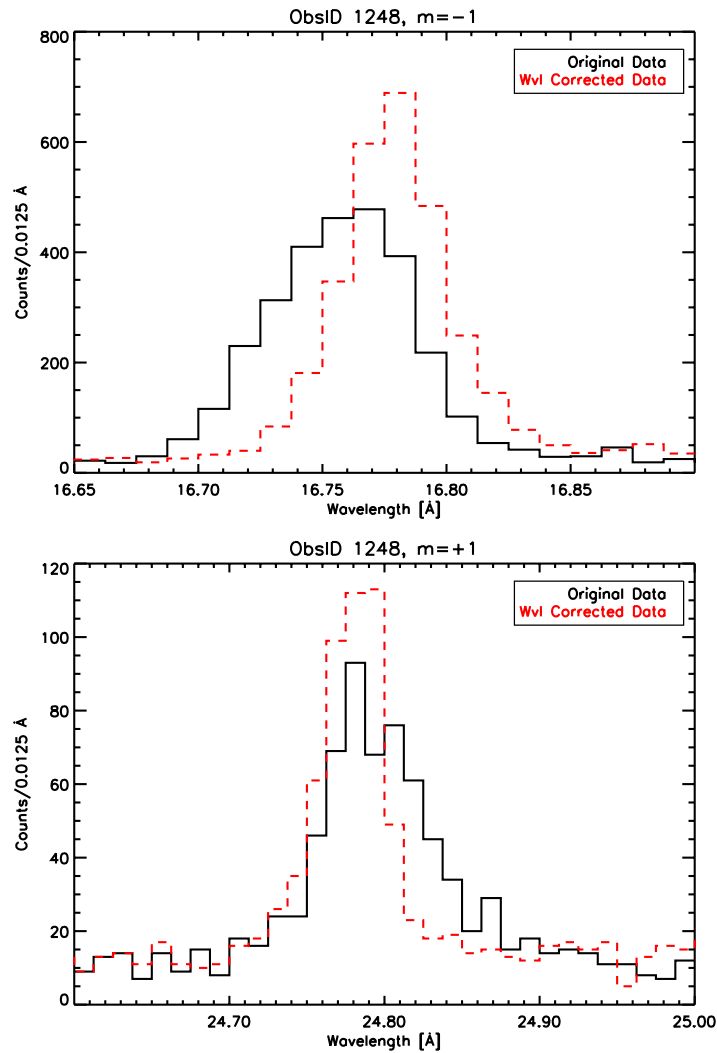 ObsID 1248, m=−1
800
600
400
200
0
Counts/0.0125 Å
Original Data
Wvl Corrected Data
16.65
16.70
16.75
16.80
16.85
Wavelength [Å]
ObsID 1248, m=+1
120
100
80
60
40
20
0
Counts/0.0125 Å
Original Data
Wvl Corrected Data
24.70
24.80
24.90
25.00
Wavelength [Å]